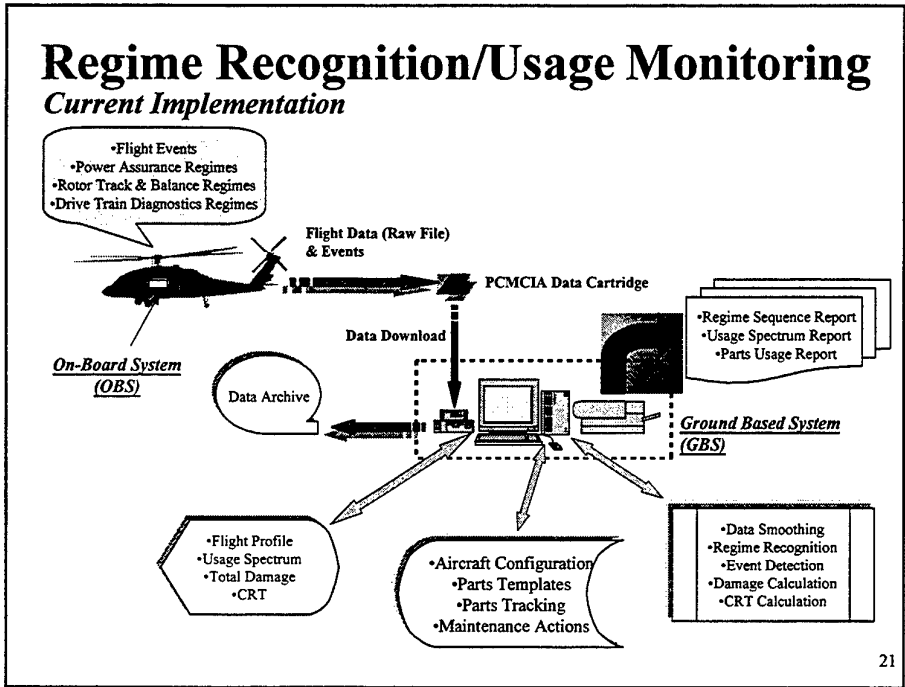 Regime Recognition/Usage Monitoring
Current Implementation
•Flight Events
•Power Assurance Regimes
•Rotor Track & Balance Regimes
•Drive Train Diagnostics Regimes
Flight Data (Raw File)
& Events
PCMCIA Data Cartridge
•Regime Sequence Report
•Usage Spectrum Report
•Parts Usage Report
Data Download
On-Board System
(OBS)
Data Archive
Ground Based System
(GBS)
•Flight Profile
•Usage Spectrum
•Total Damage
•CRT
•Aircraft Configuration
•Parts Templates
•Parts Tracking
•Maintenance Actions
•Data Smoothing
•Regime Recognition
•Event Detection
•Damage Calculation
•CRT Calculation
21